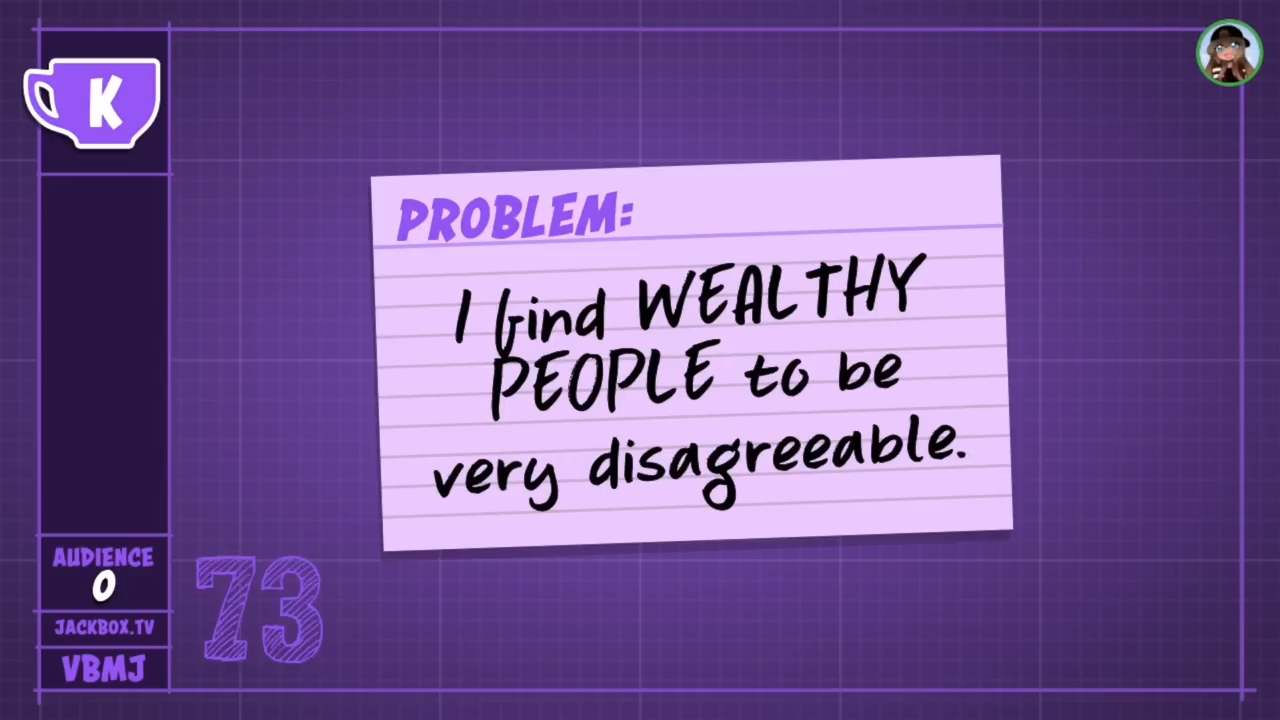 K
PROBLEM:
I find WEALTHY
PEOPLE to be
very disagreeable.
AUDIENCE
0
JACKBOX.TV
VBMJ
73